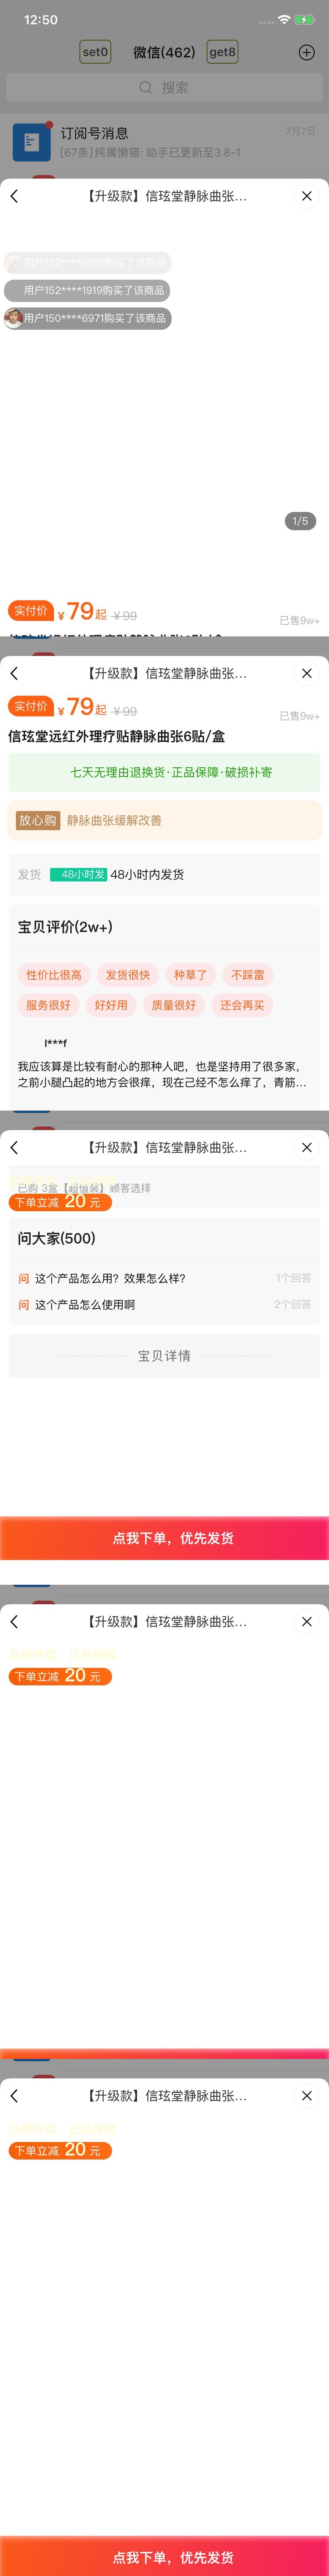 12:50
set0
微信(462)
get8
搜索
订阅号消息
7月7日
[67条]纯属懒猫: 助手已更新至3.8-1
【升级款】信玹堂静脉曲张...
用户139****8571购买了该商品
用户152****1919购买了该商品
用户150****6971购买了该商品
1/5
实付价 ¥79起 ¥99
已售9w+
【升级款】信玹堂静脉曲张...
实付价 ¥79起 ¥99
已售9w+
信玹堂远红外理疗贴静脉曲张6贴/盒
七天无理由退换货·正品保障·破损补寄
放心购 静脉曲张缓解改善
发货 48小时发 48小时内发货
宝贝评价(2w+)
性价比很高 发货很快 种草了 不踩雷
服务很好 好好用 质量很好 还会再买
l***f
我应该算是比较有耐心的那种人吧，也是坚持用了很多家，
之前小腿凸起的地方会很痒，现在己经不怎么痒了，青筋...
【升级款】信玹堂静脉曲张...
已购 3盒【超值装】顾客选择
下单立减 20 元
问大家(500)
问 这个产品怎么用？效果怎么样？ 1个回答
问 这个产品怎么使用啊 2个回答
宝贝详情
点我下单，优先发货
【升级款】信玹堂静脉曲张...
下单立减 20 元
【升级款】信玹堂静脉曲张...
下单立减 20 元
点我下单，优先发货